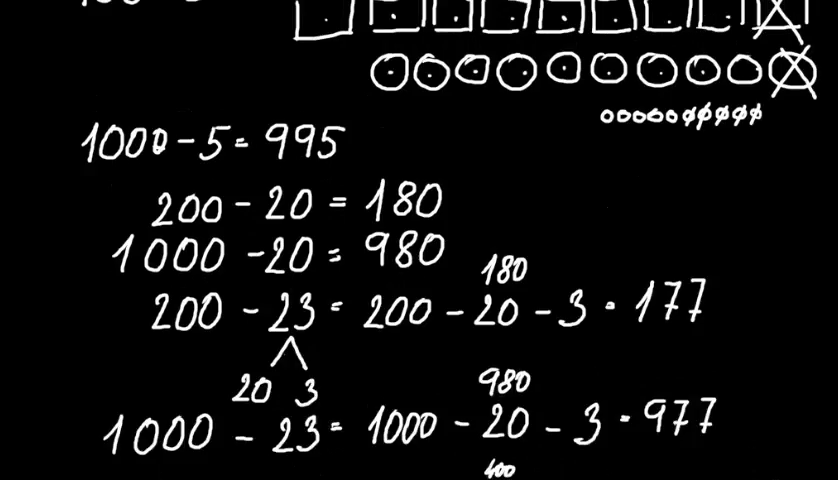 1000 - 5 = 995
200 - 20 = 180
1000 - 20 = 980
180
200 - 23 = 200 - 20 - 3 = 177
20 3
980
1000 - 23 = 1000 - 20 - 3 = 977
400